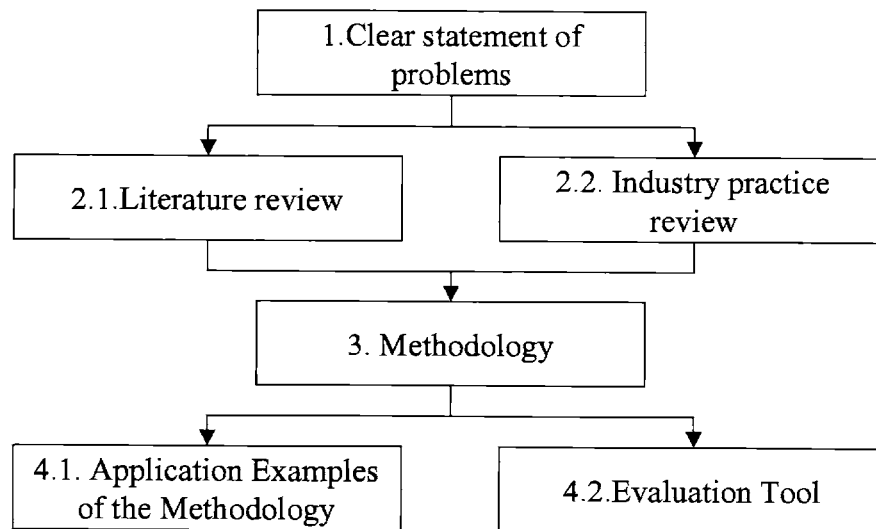 1.Clear statement of
problems
2.1.Literature review
2.2. Industry practice
review
3. Methodology
4.1. Application Examples
of the Methodology
4.2.Evaluation Tool